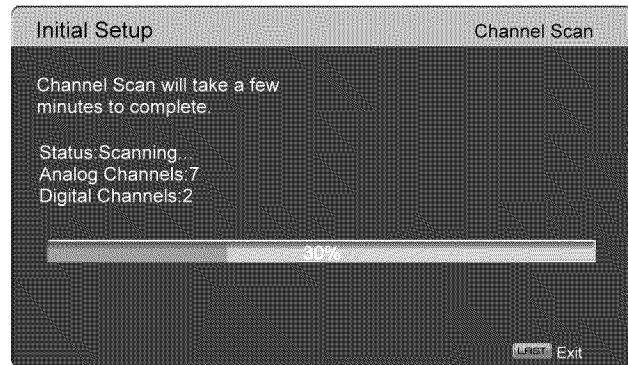 Initial Setup
Channel Scan
Channel Scan will take a few
minutes to complete.
Status:Scanning...
Analog Channels:7
Digital Channels:2
30%
LAST Exit